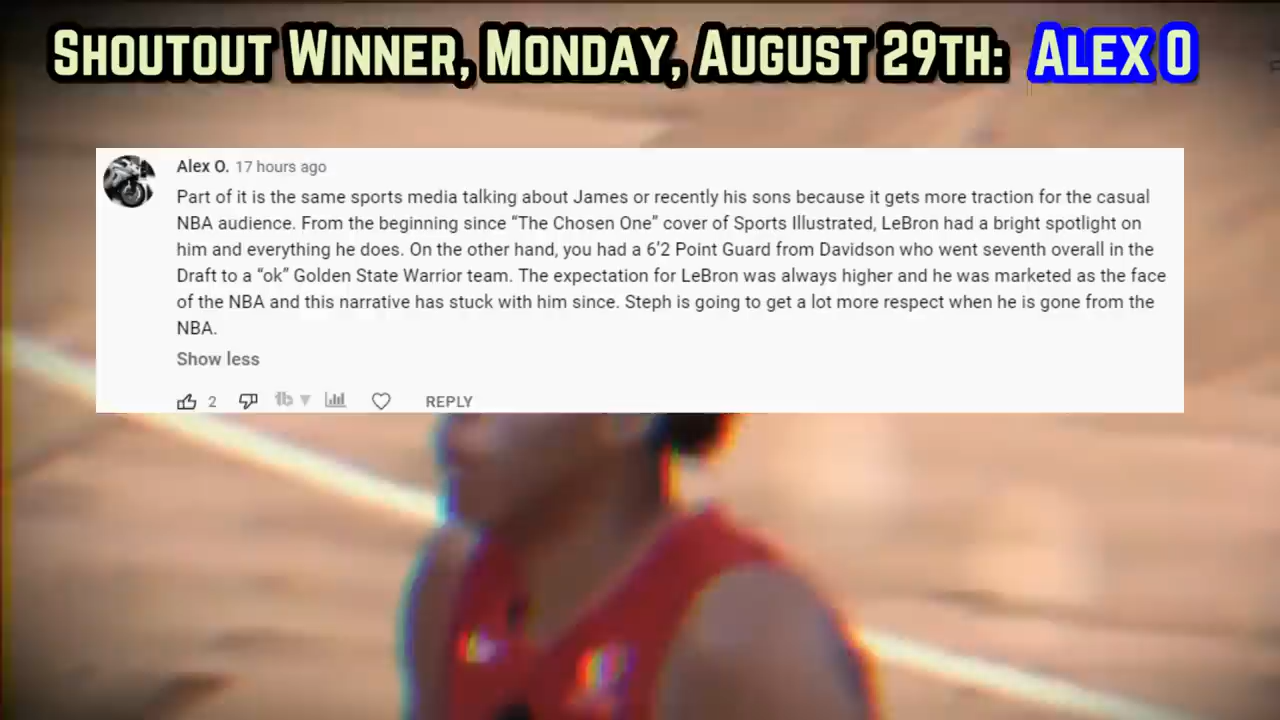 Shoutout Winner, Monday, August 29th: Alex O
Alex O. 17 hours ago
Part of it is the same sports media talking about James or recently his sons because it gets more traction for the casual
NBA audience. From the beginning since “The Chosen One” cover of Sports Illustrated, LeBron had a bright spotlight on
him and everything he does. On the other hand, you had a 6'2 Point Guard from Davidson who went seventh overall in the
Draft to a “ok” Golden State Warrior team. The expectation for LeBron was always higher and he was marketed as the face
of the NBA and this narrative has stuck with him since. Steph is going to get a lot more respect when he is gone from the
NBA.
Show less
2 REPLY